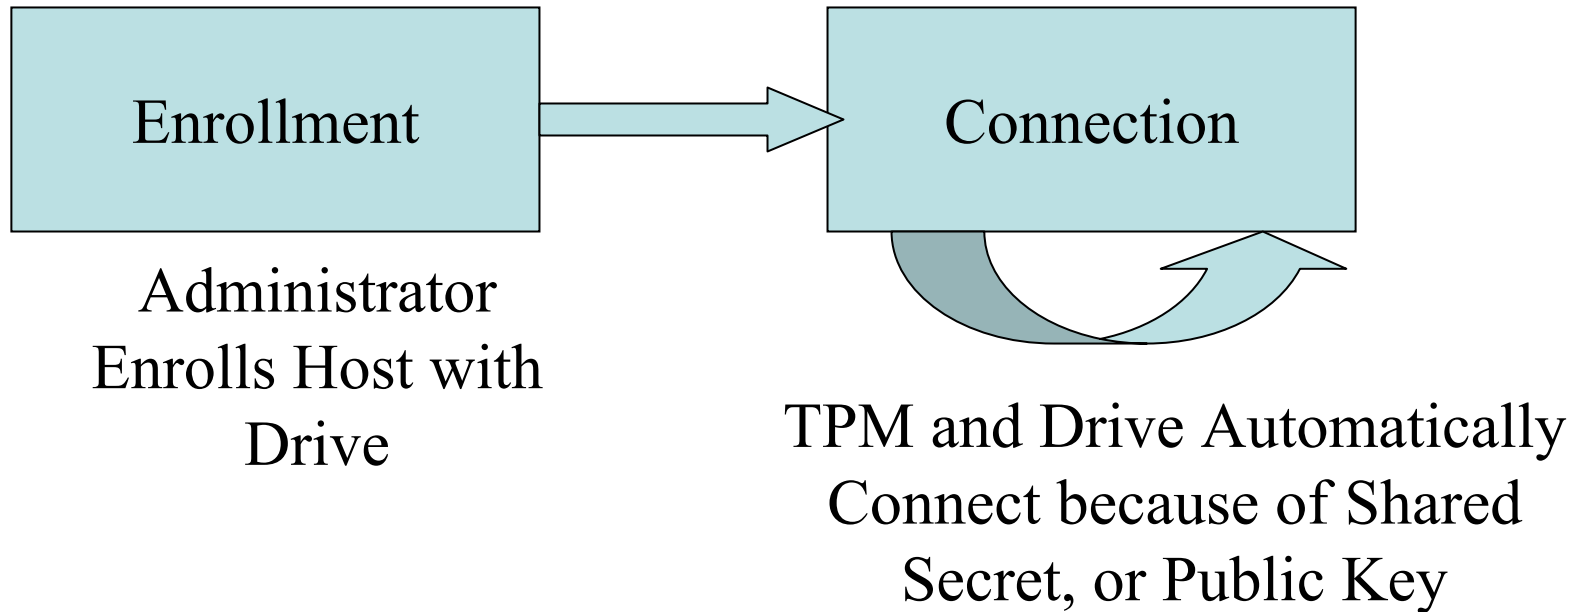 Enrollment
Connection
Administrator
Enrolls Host with
Drive
TPM and Drive Automatically
Connect because of Shared
Secret, or Public Key